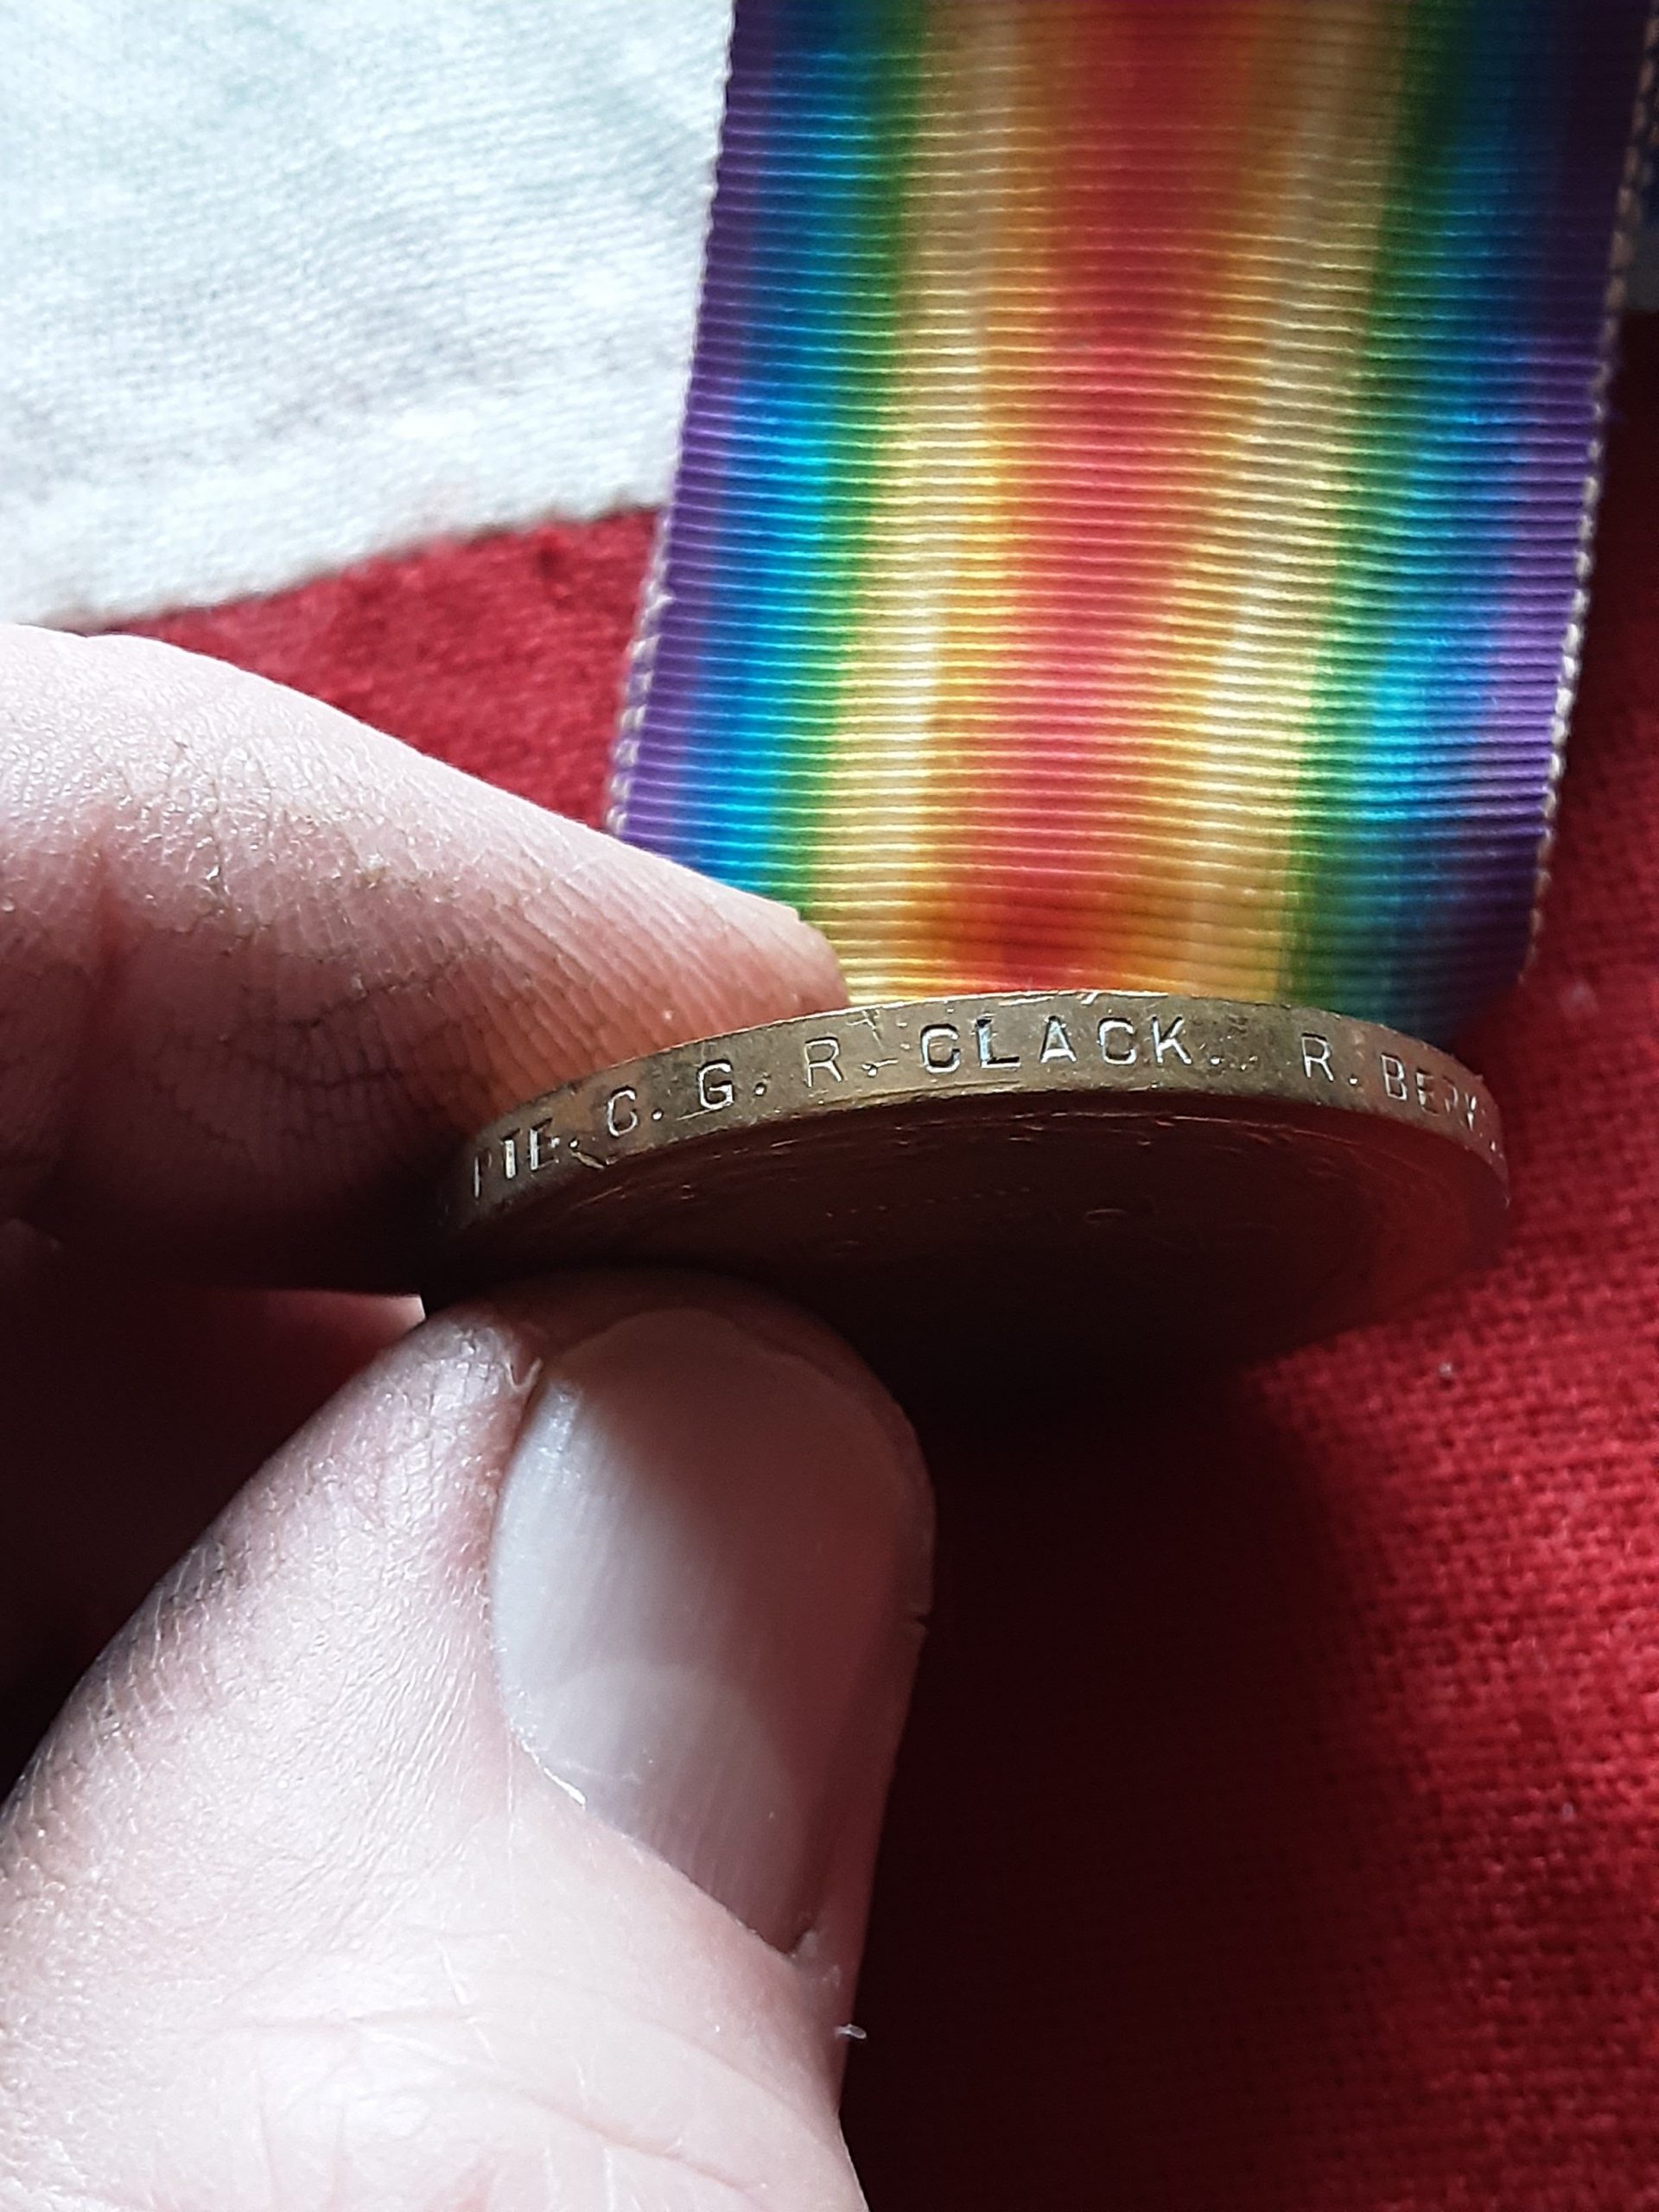 PTE. C. G. R. CLACK. R. BERK